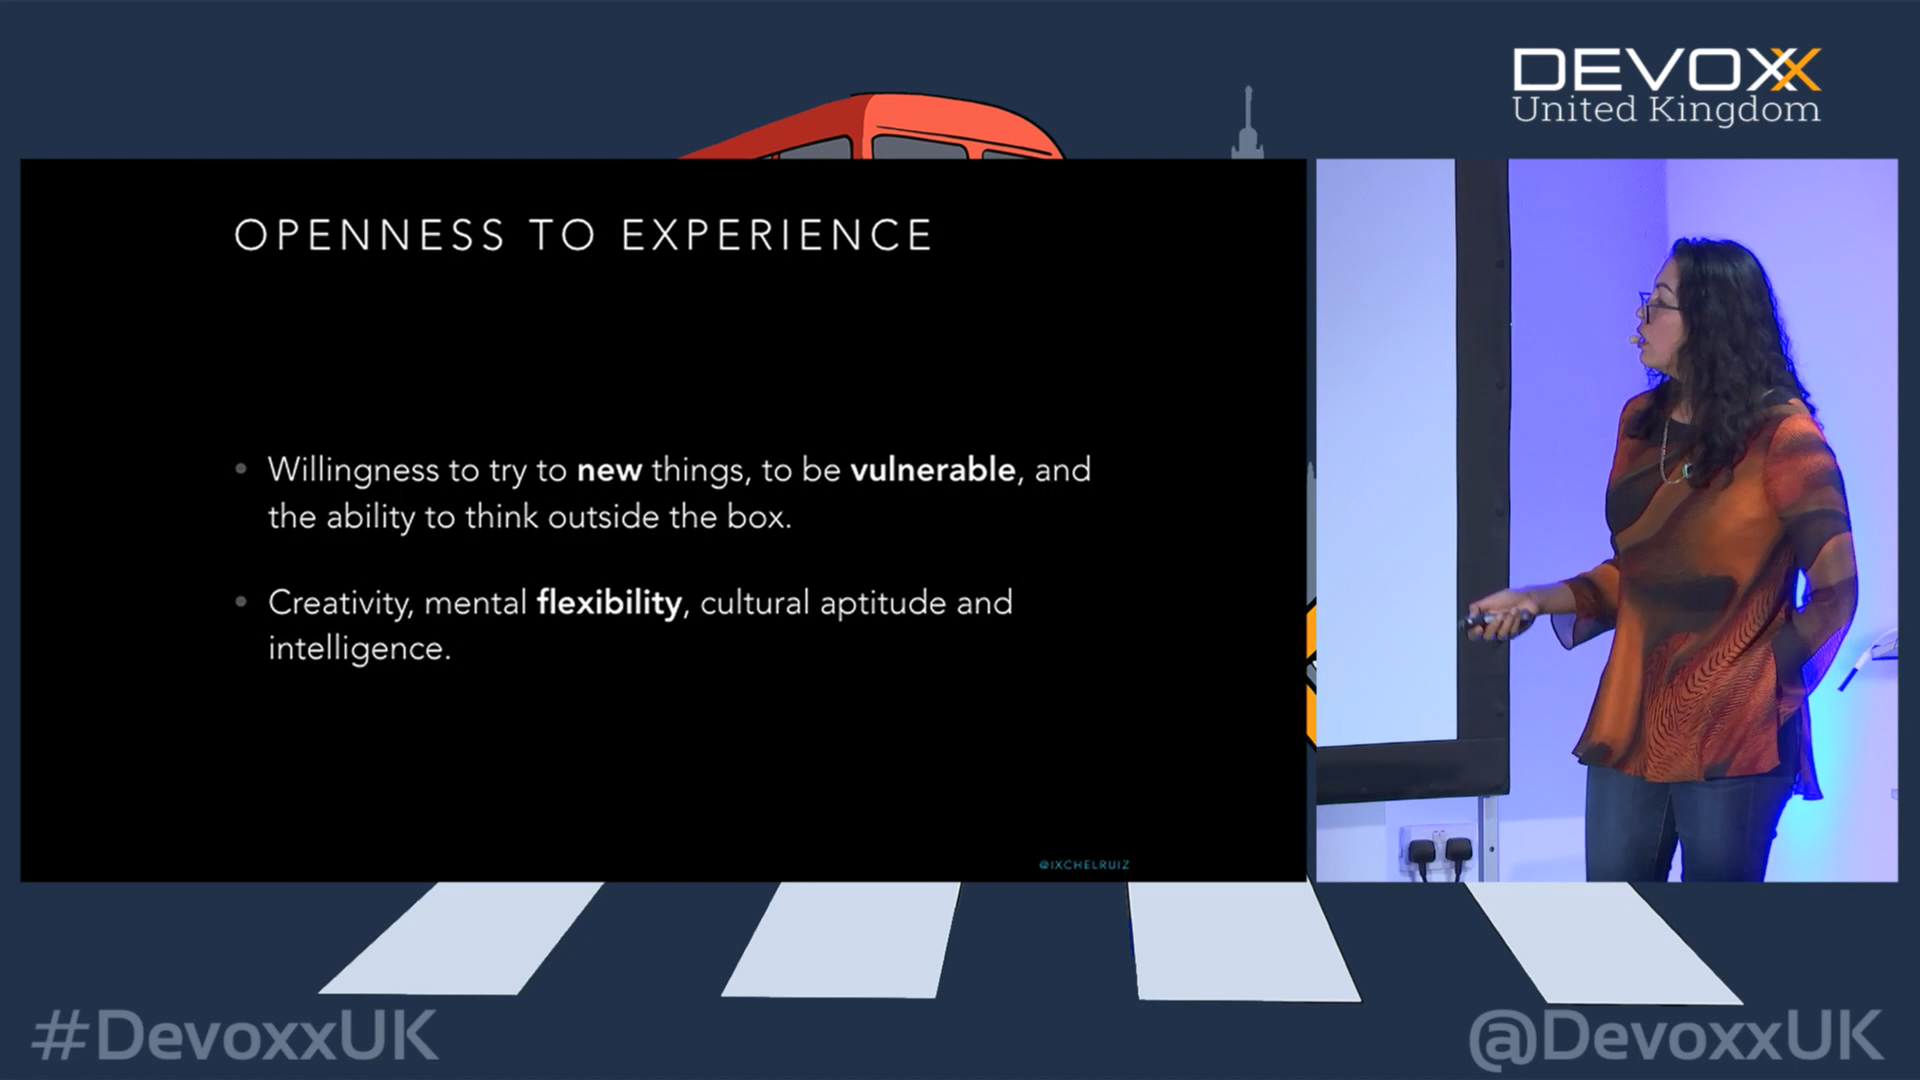 DEVOXX
United Kingdom
OPENNESS TO EXPERIENCE
Willingness to try to new things, to be vulnerable, and
the ability to think outside the box.
Creativity, mental flexibility, cultural aptitude and
intelligence.
@IXCHELRUIZ
#DevoxxUK
@DevoxxUK